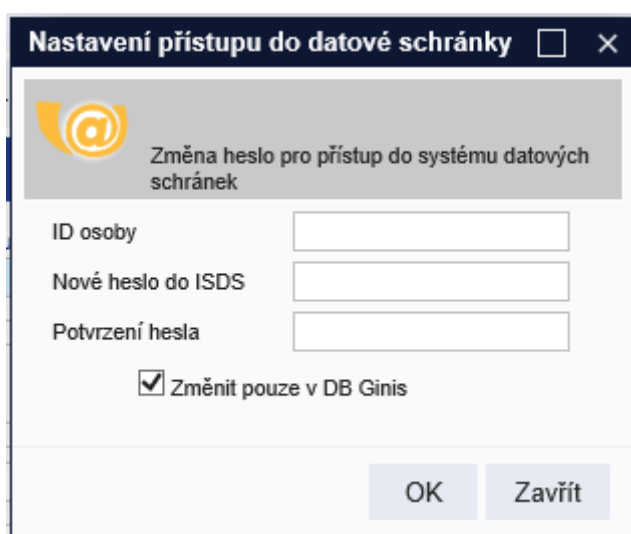 Nastavení přístupu do datové schránky
@
Změna heslo pro přístup do systému datových
schránek
ID osoby
Nové heslo do ISDS
Potvrzení hesla
Změnit pouze v DB Ginis
OK Zavřít